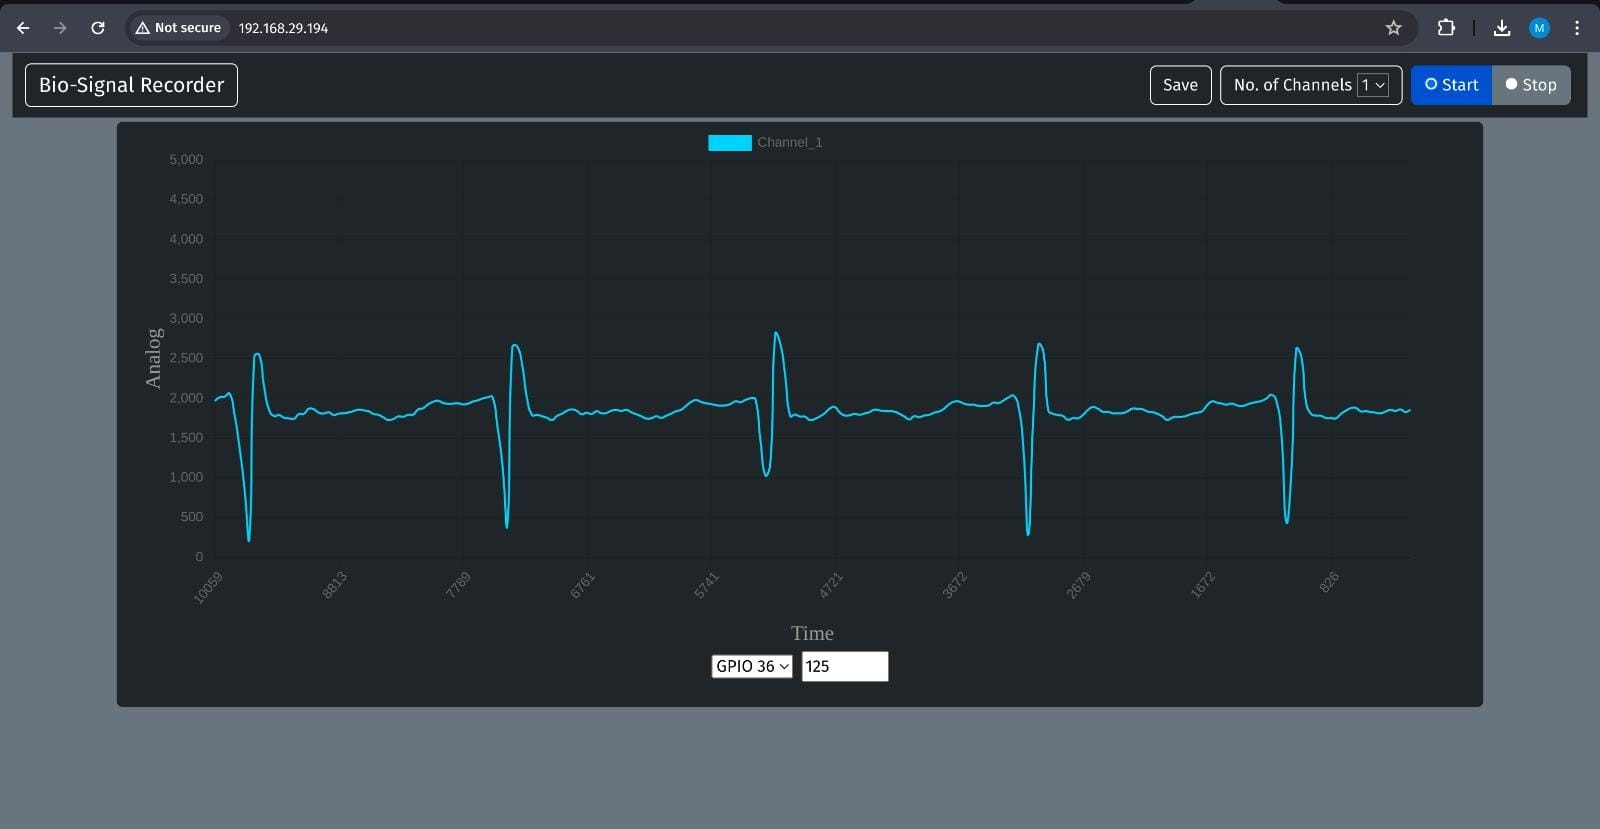 Not secure 192.168.29.194 M
Bio-Signal Recorder Save No. of Channels 1 Start Stop
Channel_1
5,000
4,500
4,000
3,500
3,000
2,500
2,000
1,500
1,000
500
0
Analog
10059 8813 7789 6761 5741 4721 3672 2679 1672 826
Time
GPIO 36 125